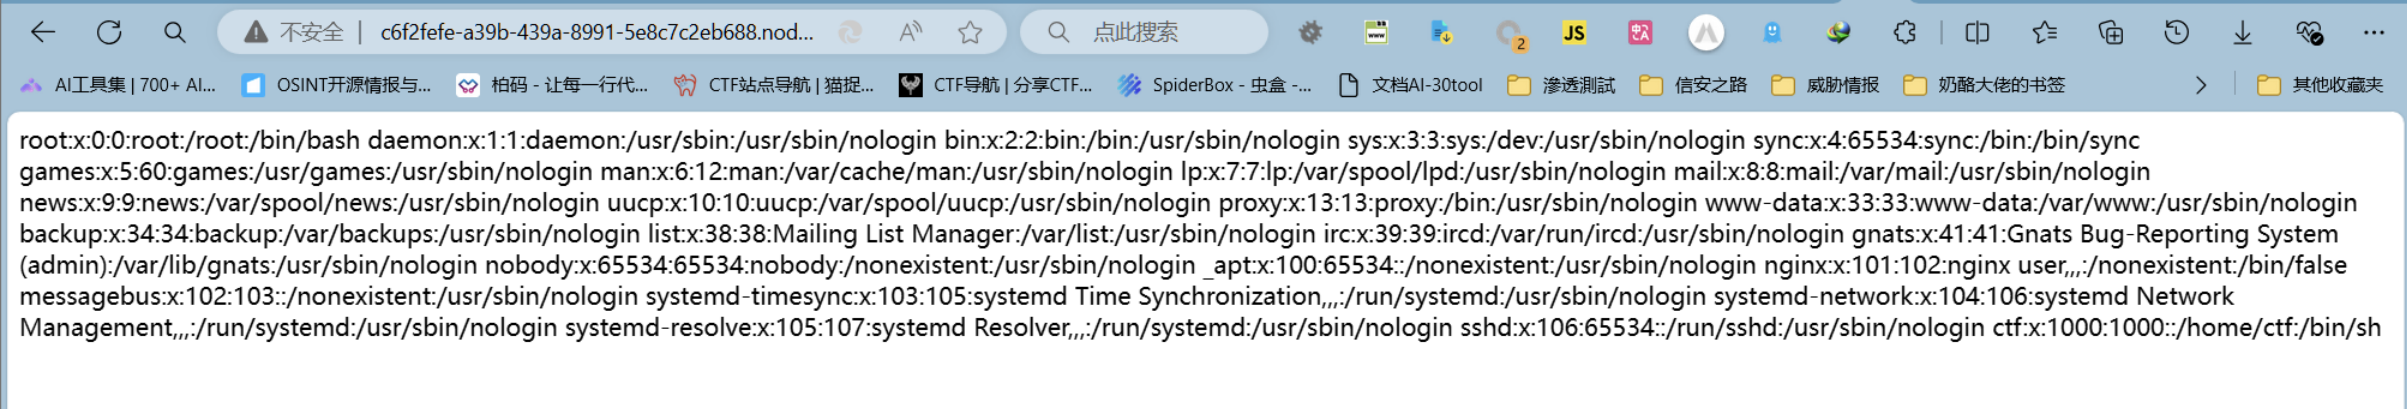 不安全 | c6f2fefe-a39b-439a-8991-5e8c7c2eb688.nod... 点此搜索 www 2 JS 中A
AI工具集 | 700+ AI... OSINT开源情报与... 柏码 - 让每一行代... CTF站点导航 | 猫捉... CTF导航 | 分享CTF... SpiderBox - 虫盒 -... 文档AI-30tool 滲透測試 信安之路 威胁情报 奶酪大佬的书签 其他收藏夹
root:x:0:0:root:/root:/bin/bash daemon:x:1:1:daemon:/usr/sbin:/usr/sbin/nologin bin:x:2:2:bin:/bin:/usr/sbin/nologin sys:x:3:3:sys:/dev:/usr/sbin/nologin sync:x:4:65534:sync:/bin:/bin/sync
games:x:5:60:games:/usr/games:/usr/sbin/nologin man:x:6:12:man:/var/cache/man:/usr/sbin/nologin lp:x:7:7:lp:/var/spool/lpd:/usr/sbin/nologin mail:x:8:8:mail:/var/mail:/usr/sbin/nologin
news:x:9:9:news:/var/spool/news:/usr/sbin/nologin uucp:x:10:10:uucp:/var/spool/uucp:/usr/sbin/nologin proxy:x:13:13:proxy:/bin:/usr/sbin/nologin www-data:x:33:33:www-data:/var/www:/usr/sbin/nologin
backup:x:34:34:backup:/var/backups:/usr/sbin/nologin list:x:38:38:Mailing List Manager:/var/list:/usr/sbin/nologin irc:x:39:39:ircd:/var/run/ircd:/usr/sbin/nologin gnats:x:41:41:Gnats Bug-Reporting System
(admin):/var/lib/gnats:/usr/sbin/nologin nobody:x:65534:65534:nobody:/nonexistent:/usr/sbin/nologin _apt:x:100:65534::/nonexistent:/usr/sbin/nologin nginx:x:101:102:nginx user,,,:/nonexistent:/bin/false
messagebus:x:102:103::/nonexistent:/usr/sbin/nologin systemd-timesync:x:103:105:systemd Time Synchronization,,,:/run/systemd:/usr/sbin/nologin systemd-network:x:104:106:systemd Network
Management,,,:/run/systemd:/usr/sbin/nologin systemd-resolve:x:105:107:systemd Resolver,,,:/run/systemd:/usr/sbin/nologin sshd:x:106:65534::/run/sshd:/usr/sbin/nologin ctf:x:1000:1000::/home/ctf:/bin/sh